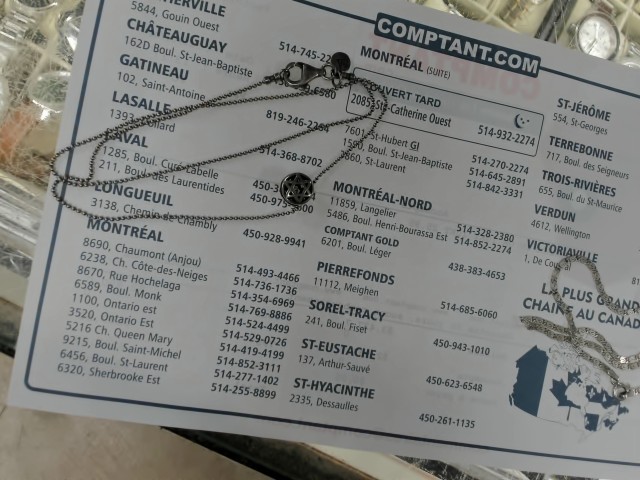 COMPTANT.COM
5844, Gouin Ouest
CHÂTEAUGUAY
162D Boul. St-Jean-Baptiste
GATINEAU
102, Saint-Antoine
819-246-2264
LASALLE
514-368-8702
1285, Boul. Curé-Labelle
211, Boul. des Laurentides
LONGUEUIL
3138, Chemin de Chambly
450-928-9941
MONTRÉAL
8690, Chaumont (Anjou)
514-493-4466
6238, Ch. Côte-des-Neiges
514-736-1736
8670, Rue Hochelaga
514-354-6969
6589, Boul. Monk
514-769-8886
1100, Ontario est
514-524-4499
3520, Ontario est
514-529-0726
5216 Ch. Queen Mary
514-419-4199
9215, Boul. Saint-Michel
514-852-3111
6456, Boul. St-Laurent
514-277-1402
6320, Sherbrooke Est
514-255-8899
MONTRÉAL (SUITE)
OUVERT TARD
Ste-Catherine Ouest
514-932-2274
7601, St-Hubert GI
514-270-2274
Boul. St-Jean-Baptiste
514-645-2891
St-Laurent
514-842-3331
MONTRÉAL-NORD
11859, Langelier
514-328-2380
5486, Boul. Henri-Bourassa Est
514-852-2274
COMPTANT GOLD
6201, Boul. Léger
438-383-4653
PIERREFONDS
11112, Meighen
514-685-6060
SOREL-TRACY
241, Boul. Fiset
450-943-1010
ST-EUSTACHE
137, Arthur-Sauvé
450-623-6548
ST-HYACINTHE
2335, Dessaulles
450-261-1135
ST-JÉRÔME
554, St-Georges
TERREBONNE
717, Boul. des Seigneurs
TROIS-RIVIÈRES
655, Boul. du St-Maurice
VERDUN
4612, Wellington
VICTORIAVILLE
LA PLUS
AU